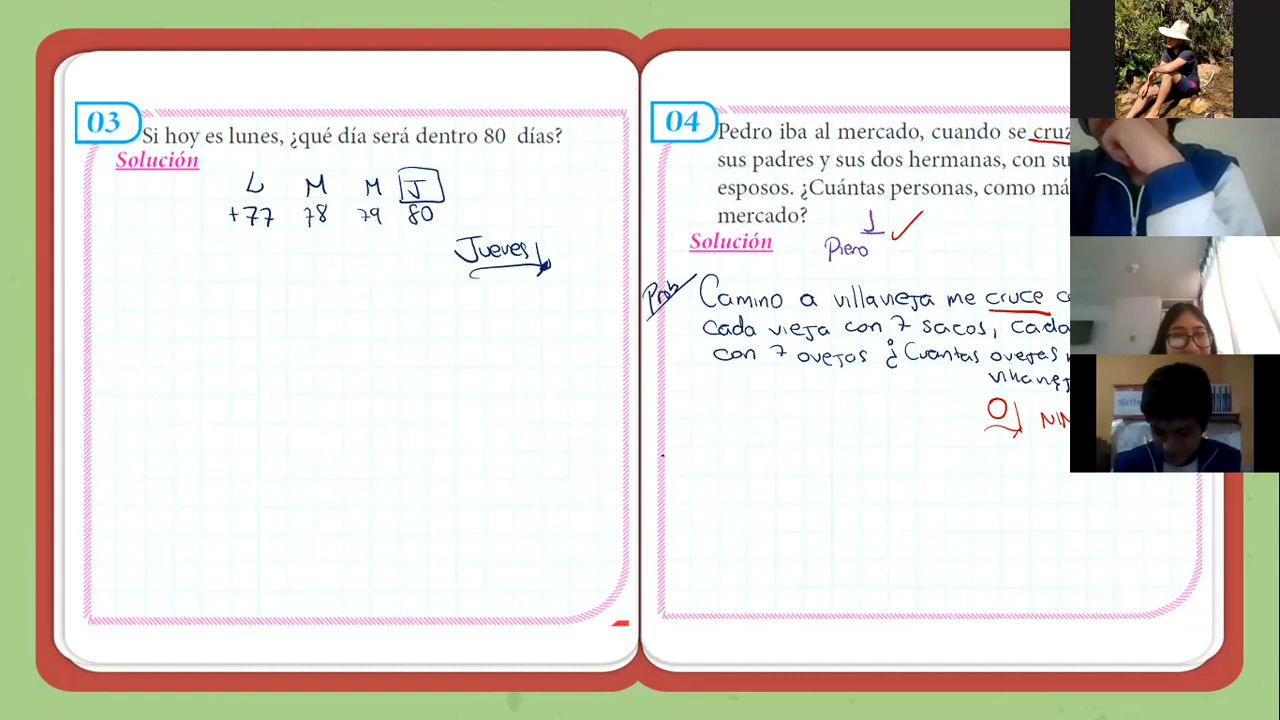 03
Si hoy es lunes, ¿qué día será dentro 80 días?
Solución
L M M J
+77 78 79 80
Jueves
04
Pedro iba al mercado, cuando se cruz
sus padres y sus dos hermanas, con su
esposos. ¿Cuántas personas, como má
mercado?
1
Piero
Solución
Prob
Camino a villavieja me cruce c
cada vieja con 7 sacos, cada
con 7 ovejas ¿Cuantas ovejas
villavieja
0 NIN